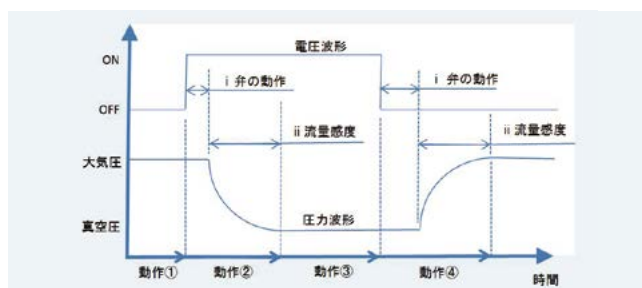 電圧波形
ON
i 弁の動作
i 弁の動作
OFF
ii 流量感度
ii 流量感度
大気圧
圧力波形
真空圧
動作①
動作②
動作③
動作④
時間